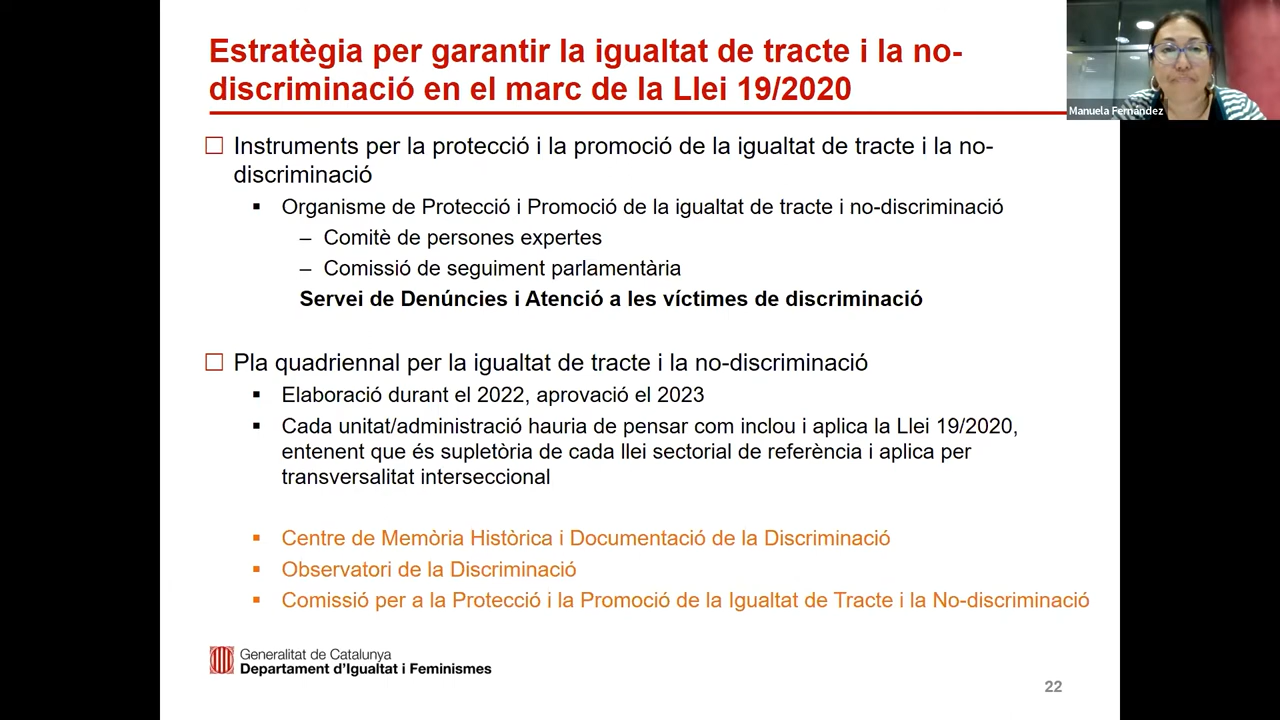 Estratègia per garantir la igualtat de tracte i la no-
discriminació en el marc de la Llei 19/2020
Manuela Fernández
Instruments per la protecció i la promoció de la igualtat de tracte i la no-
discriminació
Organisme de Protecció i Promoció de la igualtat de tracte i no-discriminació
– Comitè de persones expertes
– Comissió de seguiment parlamentària
Servei de Denúncies i Atenció a les víctimes de discriminació
Pla quadriennal per la igualtat de tracte i la no-discriminació
Elaboració durant el 2022, aprovació el 2023
Cada unitat/administració hauria de pensar com inclou i aplica la Llei 19/2020,
entenent que és supletòria de cada llei sectorial de referència i aplica per
transversalitat interseccional
Centre de Memòria Històrica i Documentació de la Discriminació
Observatori de la Discriminació
Comissió per a la Protecció i la Promoció de la Igualtat de Tracte i la No-discriminació
Generalitat de Catalunya
Departament d'Igualtat i Feminismes
22